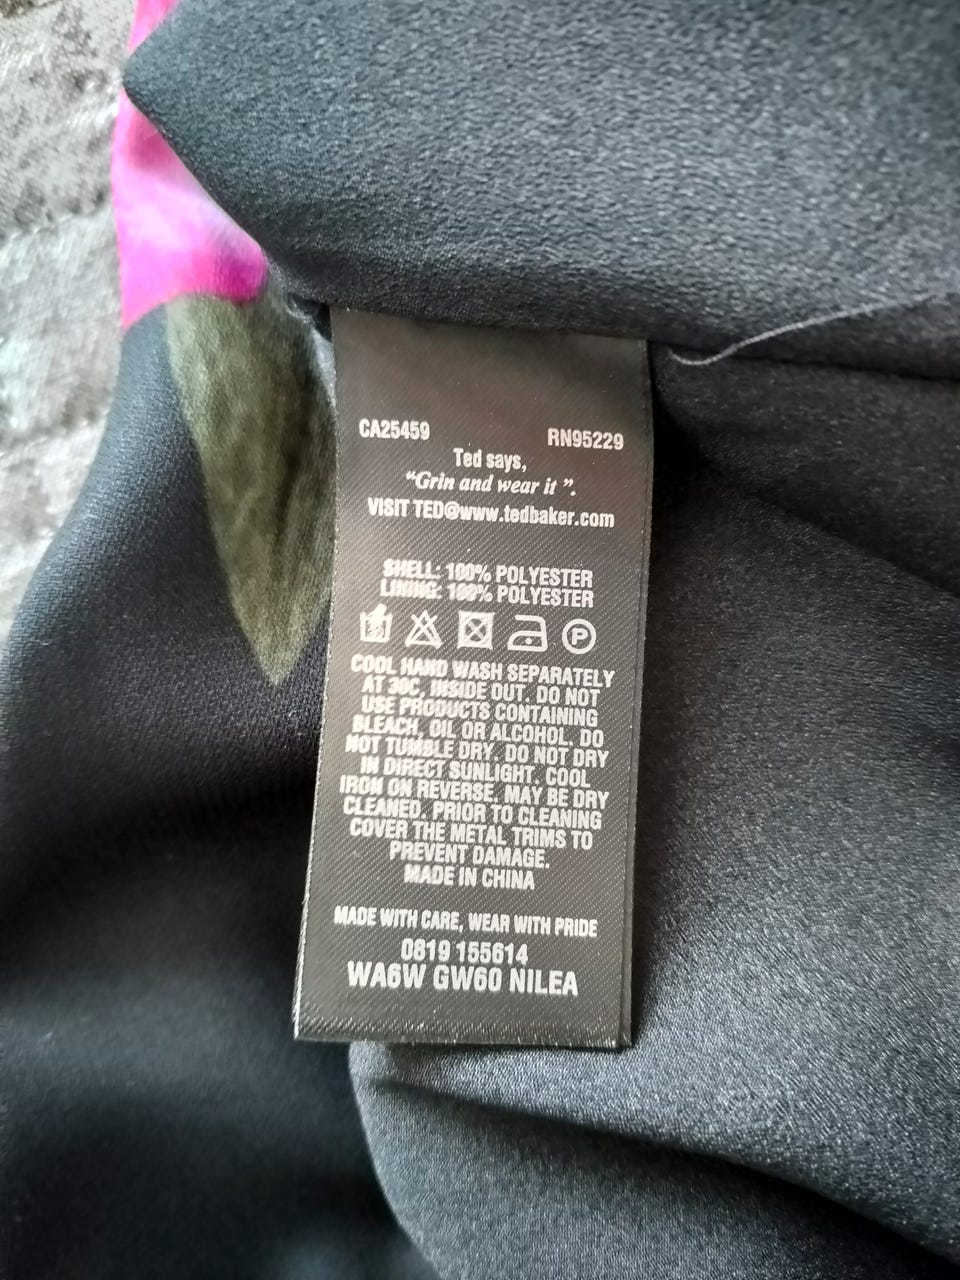 CA25459 RN95229
Ted says,
“Grin and wear it ”.
VISIT TED@www.tedbaker.com
SHELL: 100% POLYESTER
LINING: 100% POLYESTER
P
COOL HAND WASH SEPARATELY
AT 30C, INSIDE OUT. DO NOT
USE PRODUCTS CONTAINING
BLEACH, OIL OR ALCOHOL. DO
NOT TUMBLE DRY. DO NOT DRY
IN DIRECT SUNLIGHT. COOL
IRON ON REVERSE. MAY BE DRY
CLEANED. PRIOR TO CLEANING
COVER THE METAL TRIMS TO
PREVENT DAMAGE.
MADE IN CHINA
MADE WITH CARE, WEAR WITH PRIDE
0819 155614
WA6W GW60 NILEA